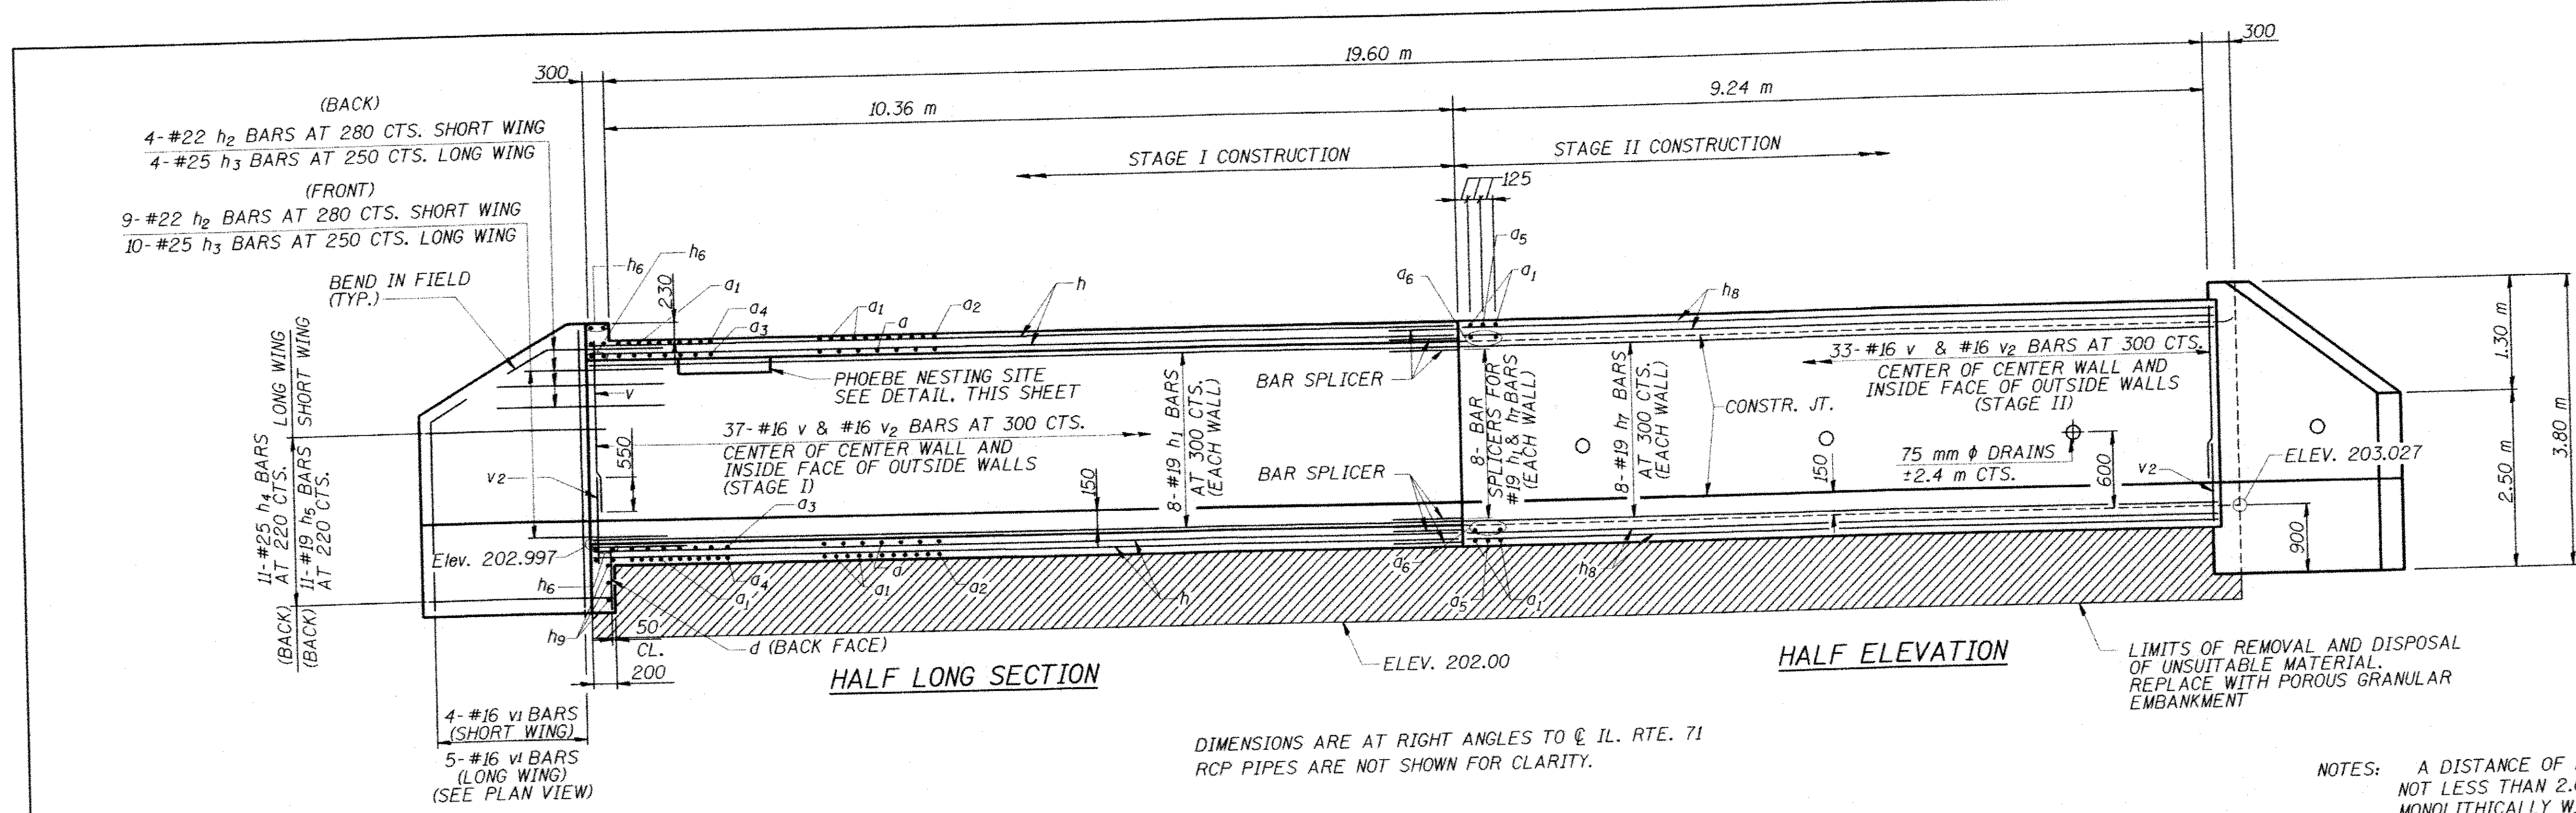 19.60 m
300
300
10.36 m
9.24 m
STAGE I CONSTRUCTION
STAGE II CONSTRUCTION
125
(BACK)
4-#22 h2 BARS AT 280 CTS. SHORT WING
4-#25 h3 BARS AT 250 CTS. LONG WING
(FRONT)
9-#22 h2 BARS AT 280 CTS. SHORT WING
10-#25 h3 BARS AT 250 CTS. LONG WING
BEND IN FIELD
(TYP.)
h6
h6
230
a1
a4
a3
a1
a
a2
h
a6
a5
a1
h8
PHOEBE NESTING SITE
SEE DETAIL, THIS SHEET
v
37-#16 v & #16 v2 BARS AT 300 CTS.
CENTER OF CENTER WALL AND
INSIDE FACE OF OUTSIDE WALLS
(STAGE I)
550
v2
a3
150
8-#19 h1 BARS
AT 300 CTS.
(EACH WALL)
BAR SPLICER
BAR SPLICER
8- BAR
SPLICERS FOR
#19 h1 & h7 BARS
(EACH WALL)
8-#19 h7 BARS
AT 300 CTS.
(EACH WALL)
CONSTR. JT.
33-#16 v & #16 v2 BARS AT 300 CTS.
CENTER OF CENTER WALL AND
INSIDE FACE OF OUTSIDE WALLS
(STAGE II)
150
75 mm ϕ DRAINS
±2.4 m CTS.
600
v2
ELEV. 203.027
900
1.30 m
2.50 m
3.80 m
11-#25 h4 BARS
AT 220 CTS. LONG WING
(BACK)
11-#19 h5 BARS SHORT WING
AT 220 CTS.
(BACK)
Elev. 202.997
h6
h9
a1
a4
a1
a
a2
h
a6
a5
a1
h8
50
CL.
200
d (BACK FACE)
HALF LONG SECTION
ELEV. 202.00
HALF ELEVATION
LIMITS OF REMOVAL AND DISPOSAL
OF UNSUITABLE MATERIAL.
REPLACE WITH POROUS GRANULAR
EMBANKMENT
4-#16 v1 BARS
(SHORT WING)
5-#16 v1 BARS
(LONG WING)
(SEE PLAN VIEW)
DIMENSIONS ARE AT RIGHT ANGLES TO ℄ IL. RTE. 71
RCP PIPES ARE NOT SHOWN FOR CLARITY.
NOTES: A DISTANCE OF
NOT LESS THAN
MONOLITHICALLY